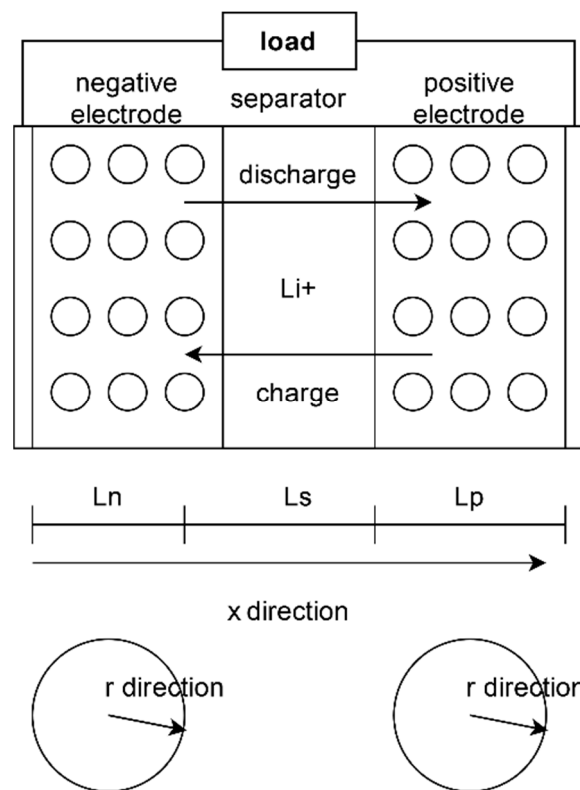 load
negative
electrode
separator
positive
electrode
discharge
Li+
charge
Ln
Ls
Lp
x direction
r direction
r direction